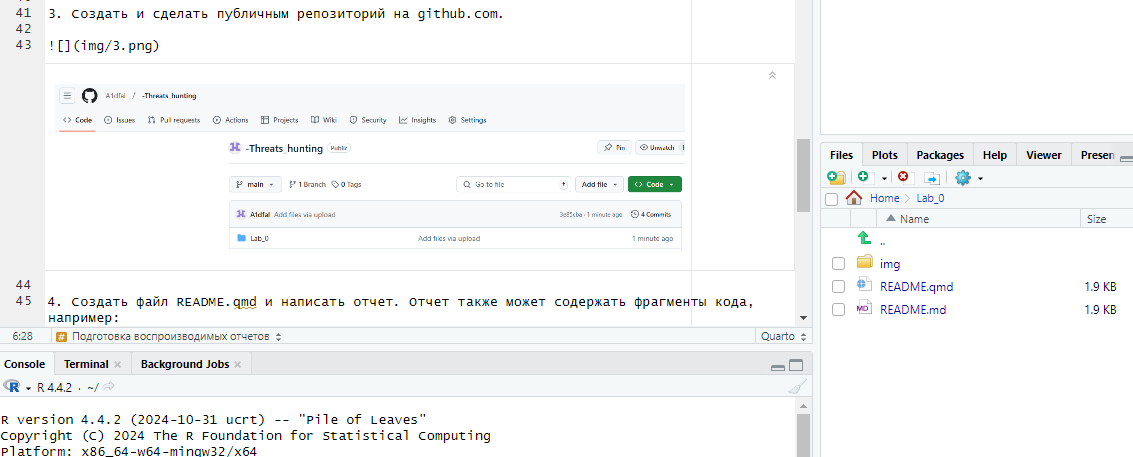 41 3. Создать и сделать публичным репозиторий на github.com.
42
43 ![](img/3.png)
A1dfal / -Threats_hunting
Code Issues Pull requests Actions Projects Wiki Security Insights Settings
-Threats_hunting Public Pin Unwatch 1
main 1 Branch 0 Tags Go to file t Add file Code
A1dfal Add files via upload 3e85cba · 1 minute ago 4 Commits
Lab_0 Add files via upload 1 minute ago
44
45 4. Создать файл README.qmd и написать отчет. Отчет также может содержать фрагменты кода,
например:
6:28 # Подготовка воспроизводимых отчетов Quarto
Console Terminal Background Jobs
R 4.4.2 · ~/
R version 4.4.2 (2024-10-31 ucrt) -- "Pile of Leaves"
Copyright (C) 2024 The R Foundation for Statistical Computing
Platform: x86_64-w64-mingw32/x64
Files Plots Packages Help Viewer Presen
Home Lab_0
Name Size
..
img
README.qmd 1.9 KB
MD README.md 1.9 KB